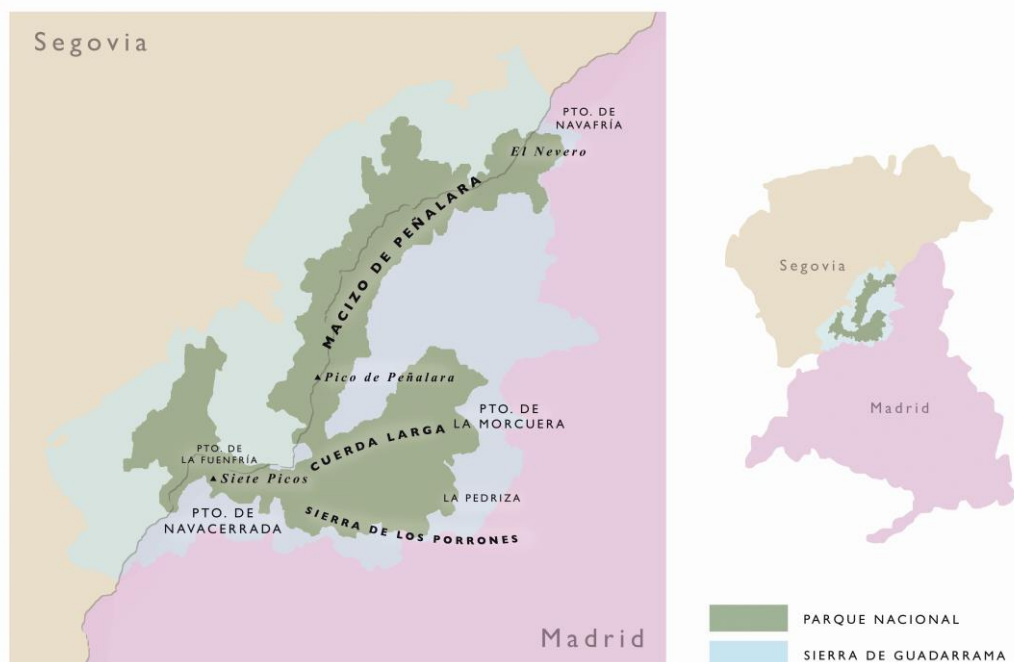 Segovia
PTO. DE
NAVAFRÍA
El Nevero
MACIZO DE PEÑALARA
Pico de Peñalara
PTO. DE
LA MORCUERA
CUERDA LARGA
PTO. DE
LA FUENFRÍA
Siete Picos
LA PEDRIZA
PTO. DE
NAVACERRADA
SIERRA DE LOS PORRONES
Madrid
Segovia
Madrid
PARQUE NACIONAL
SIERRA DE GUADARRAMA